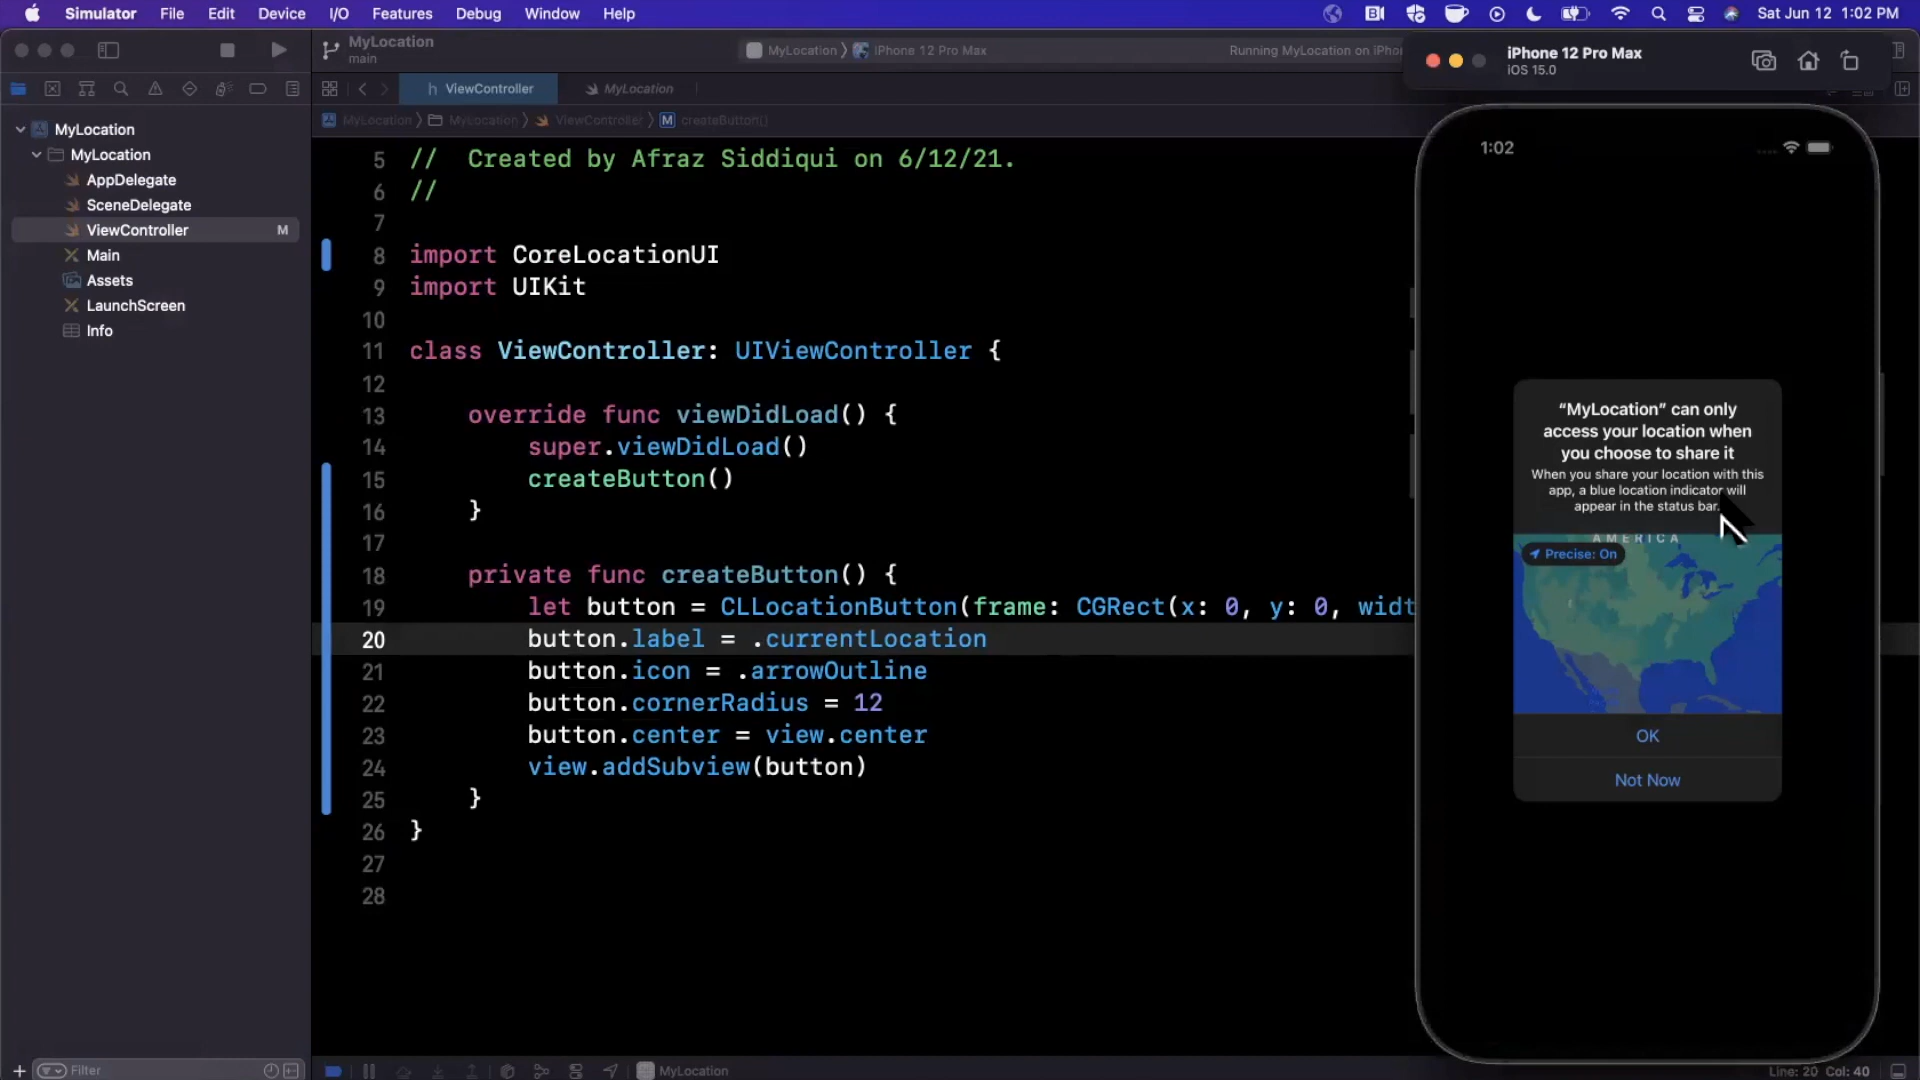 Simulator File Edit Device I/O Features Debug Window Help Sat Jun 12 1:02 PM
MyLocation
main
MyLocation 〉 iPhone 12 Pro Max
Running MyLocation on iPho
iPhone 12 Pro Max
iOS 15.0
h ViewController
MyLocation
MyLocation 〉 MyLocation 〉 ViewController 〉 M createButton()
MyLocation
MyLocation
AppDelegate
SceneDelegate
ViewController M
Main
Assets
LaunchScreen
Info
Filter
5 //  Created by Afraz Siddiqui on 6/12/21.
6 //
7
8 import CoreLocationUI
9 import UIKit
10
11 class ViewController: UIViewController {
12
13     override func viewDidLoad() {
14         super.viewDidLoad()
15         createButton()
16     }
17
18     private func createButton() {
19         let button = CLLocationButton(frame: CGRect(x: 0, y: 0, widt
20         button.label = .currentLocation
21         button.icon = .arrowOutline
22         button.cornerRadius = 12
23         button.center = view.center
24         view.addSubview(button)
25     }
26 }
27
28
1:02
“MyLocation” can only
access your location when
you choose to share it
When you share your location with this
app, a blue location indicator will
appear in the status bar.
AMERICA
Precise: On
OK
Not Now
MyLocation
Line: 20 Col: 40